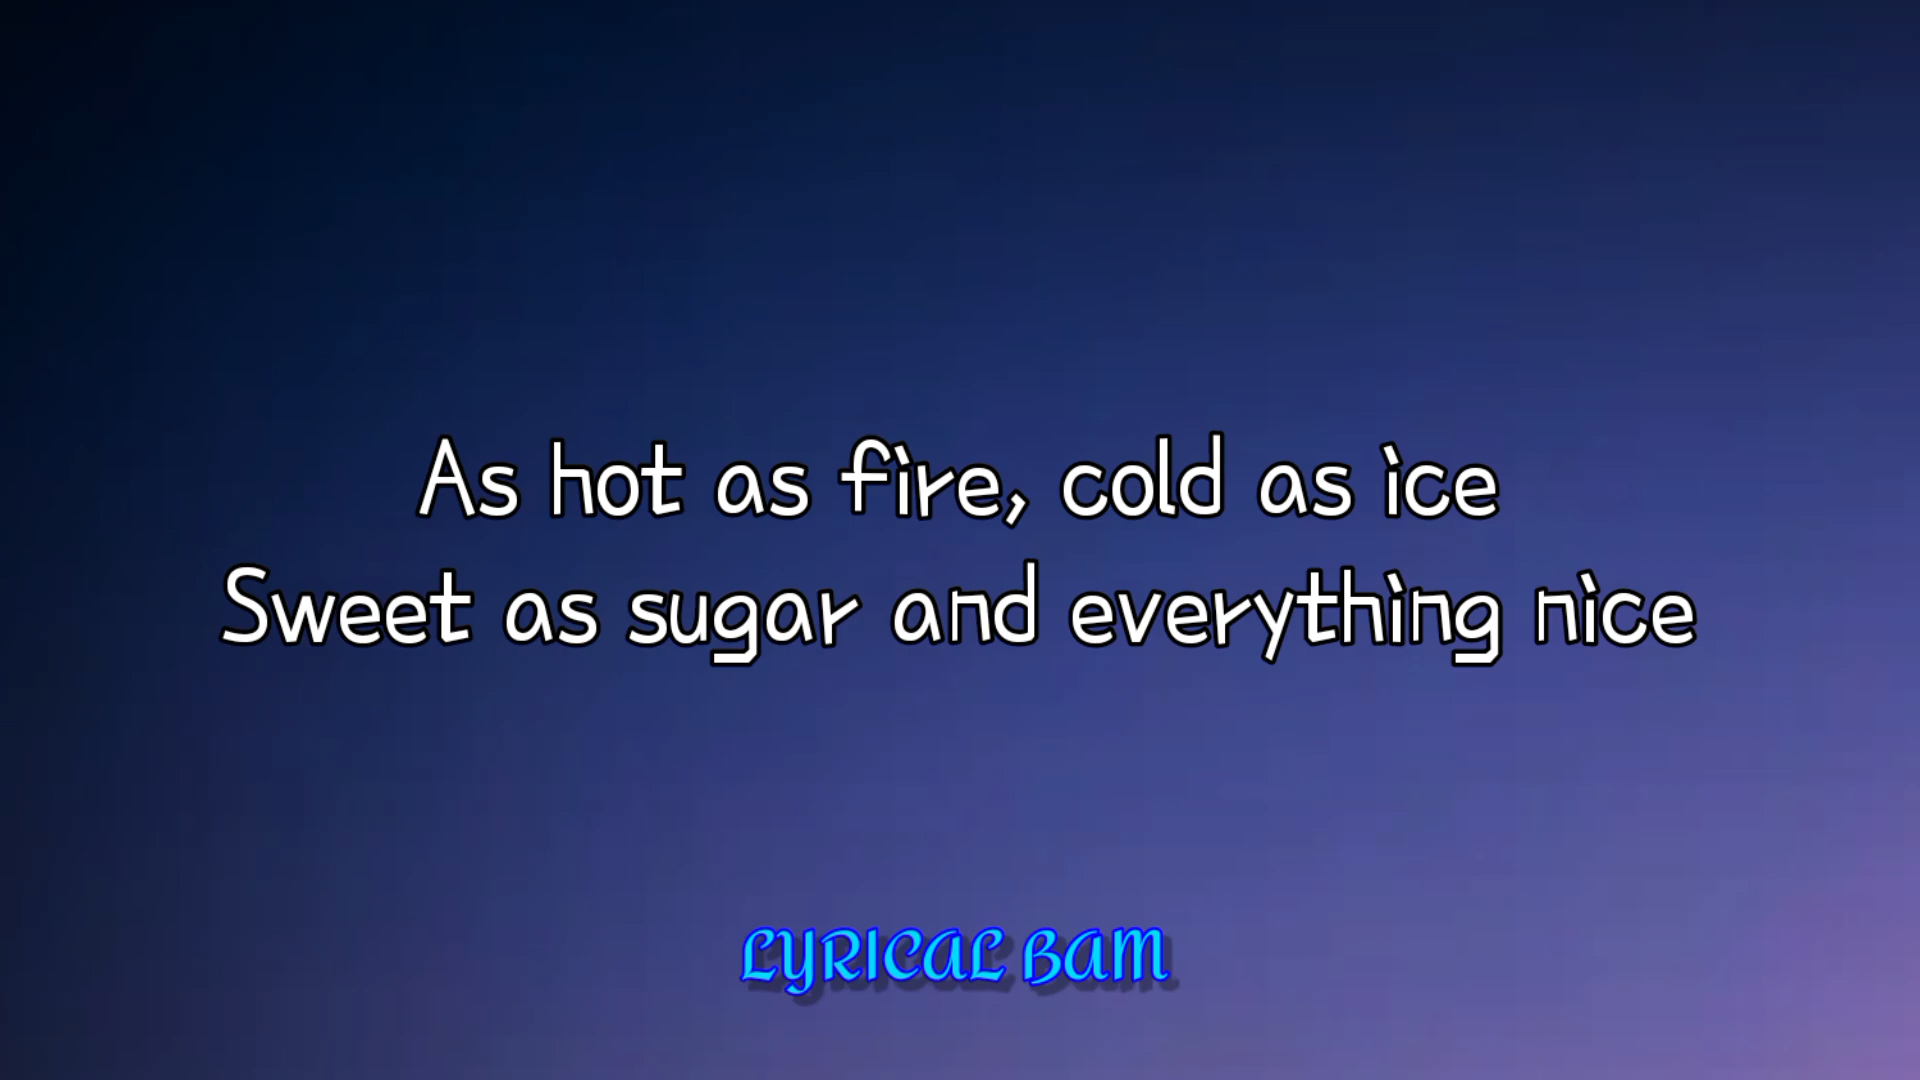 As hot as fire, cold as ice
Sweet as sugar and everything nice
LYRICAL BAM